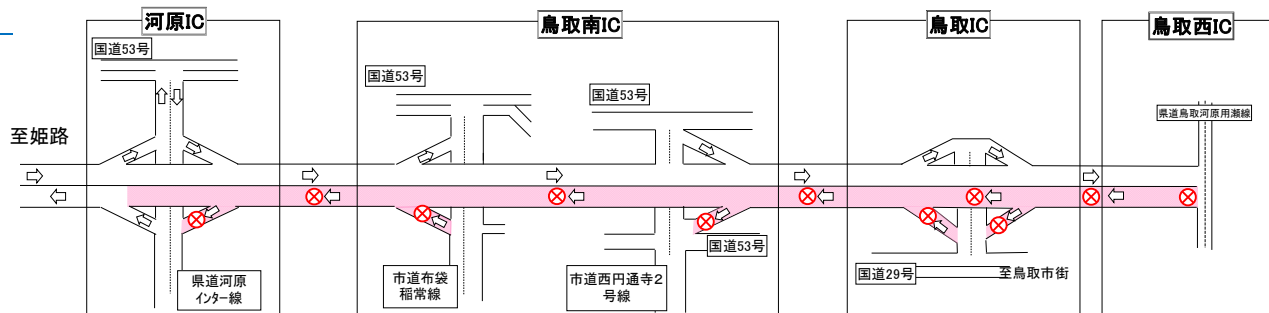 河原IC
鳥取南IC
鳥取IC
鳥取西IC
国道53号
国道53号
国道53号
県道鳥取河原用瀬線
至姫路
県道河原
インター線
市道布袋
稲常線
市道西円通寺2
号線
国道53号
国道29号
至鳥取市街